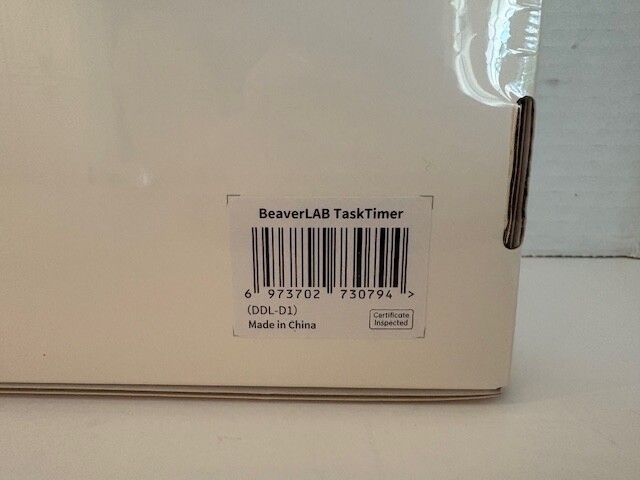 BeaverLAB TaskTimer
6 973702 730794 >
(DDL-D1)
Made in China
Certificate
Inspected